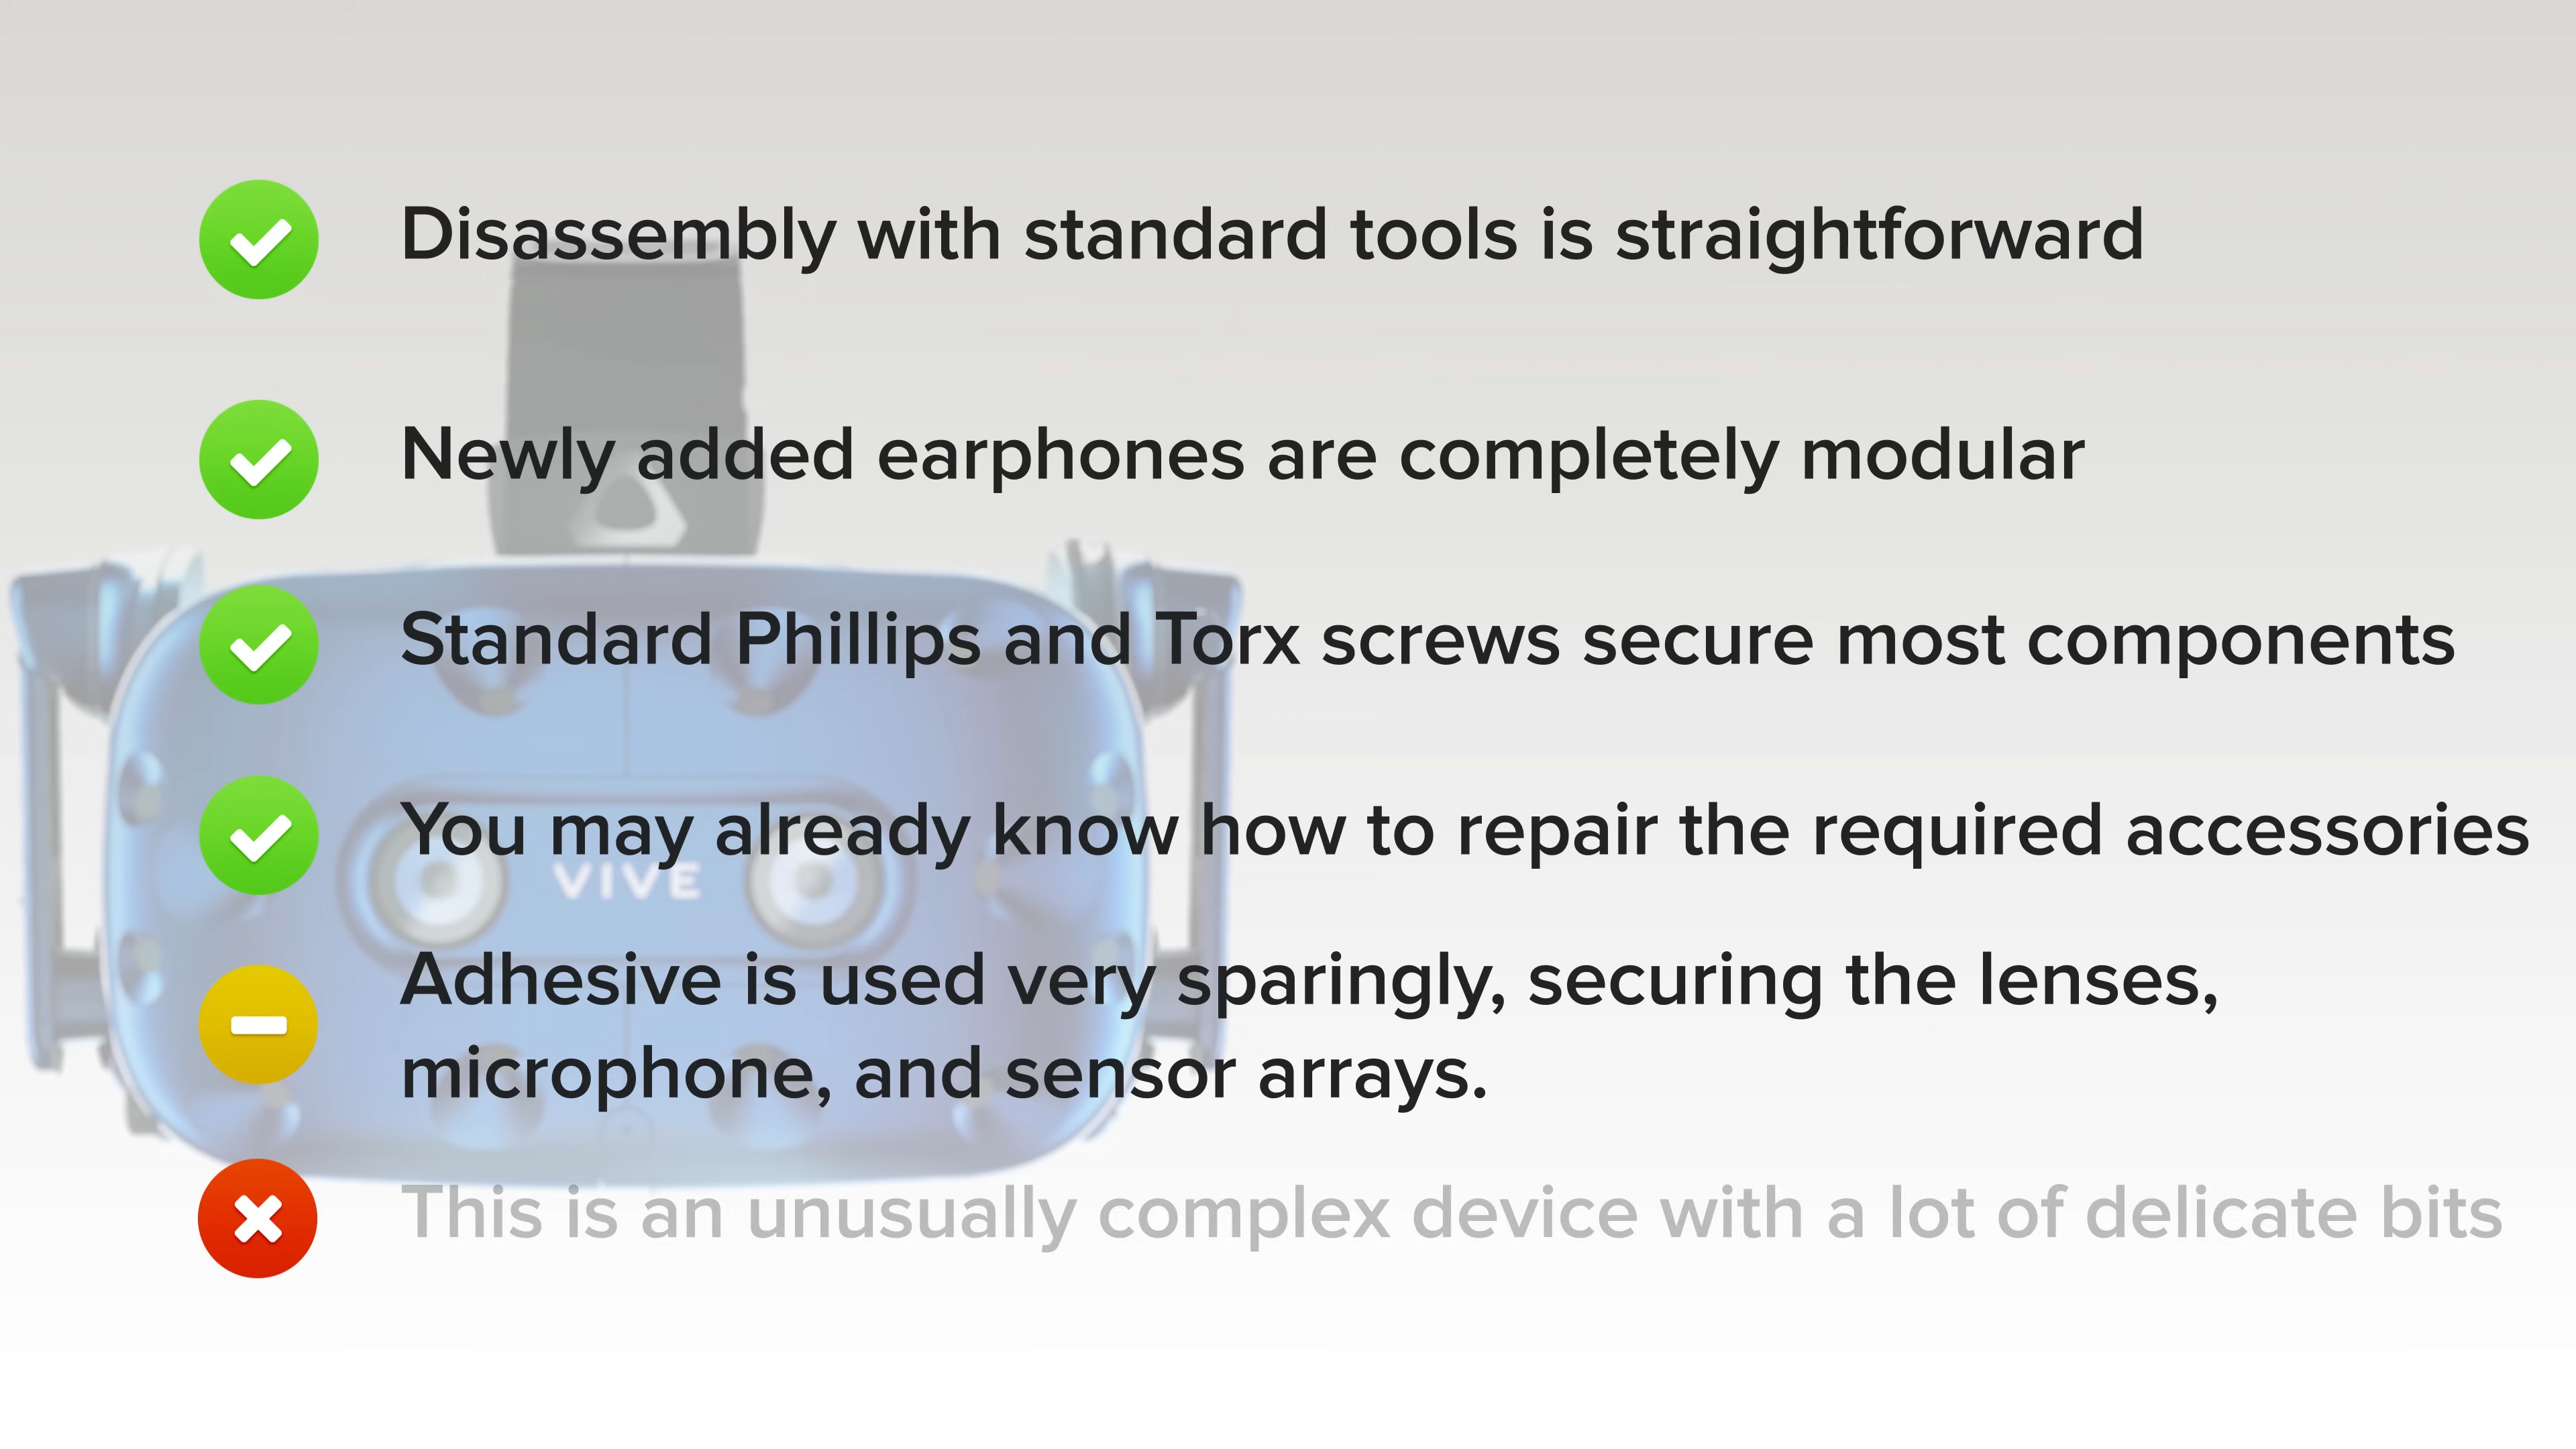 Disassembly with standard tools is straightforward
Newly added earphones are completely modular
Standard Phillips and Torx screws secure most components
You may already know how to repair the required accessories
VIVE
Adhesive is used very sparingly, securing the lenses,
microphone, and sensor arrays.
This is an unusually complex device with a lot of delicate bits